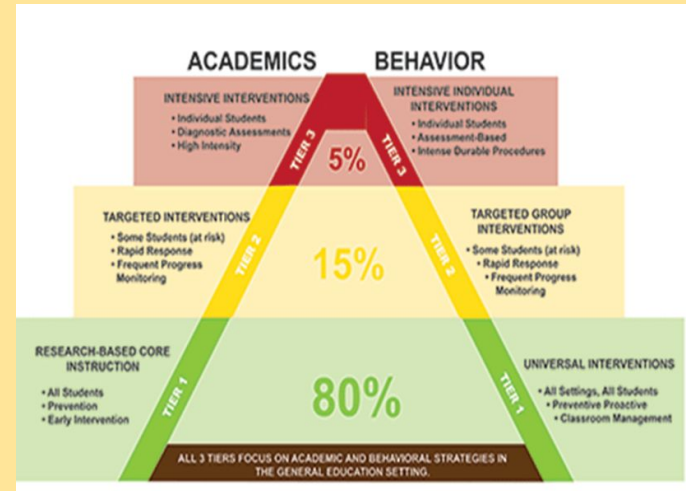 ACADEMICS
BEHAVIOR
INTENSIVE INTERVENTIONS
• Individual Students
• Diagnostic Assessments
• High Intensity
TIER 3
5%
TIER 3
INTENSIVE INDIVIDUAL
INTERVENTIONS
• Individual Students
• Assessment-Based
• Intense Durable Procedures
TARGETED INTERVENTIONS
• Some Students (at risk)
• Rapid Response
• Frequent Progress
Monitoring
TIER 2
15%
TIER 2
TARGETED GROUP
INTERVENTIONS
• Some Students (at risk)
• Rapid Response
• Frequent Progress
Monitoring
RESEARCH-BASED CORE
INSTRUCTION
• All Students
• Prevention
• Early Intervention
TIER 1
80%
TIER 1
UNIVERSAL INTERVENTIONS
• All Settings, All Students
• Preventive Proactive
• Classroom Management
ALL 3 TIERS FOCUS ON ACADEMIC AND BEHAVIORAL STRATEGIES IN
THE GENERAL EDUCATION SETTING.